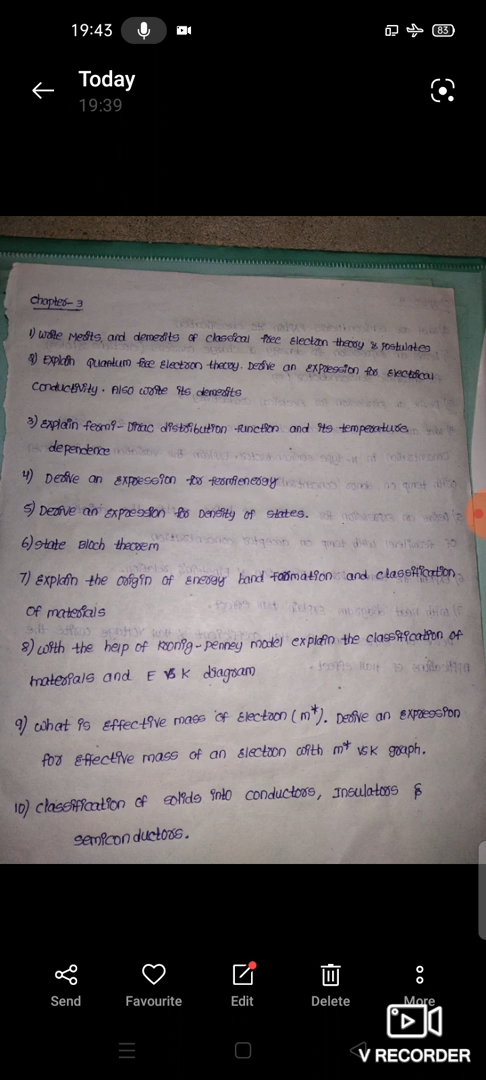 19:43
83
Today
19:39
Chapter-3
1) Write Merits and demerits of classical free electron theory & postulates
2) Explain quantum free electron theory. Derive an expression for electrical
conductivity. Also write its demerits
3) Explain fermi-Dirac distribution function and its temperature
dependence
4) Derive an expression for fermienergy
5) Derive an expression for Density of states.
6) State Bloch theorem
7) Explain the origin of energy band formation and classification
of materials
8) With the help of Kronig-Penney model explain the classification of
materials and E vs K diagram
9) What is effective mass of electron (m*). Derive an expression
for effective mass of an electron with m* vs K graph.
10) classification of solids into conductors, Insulators &
semiconductors.
Send Favourite Edit Delete More
V RECORDER